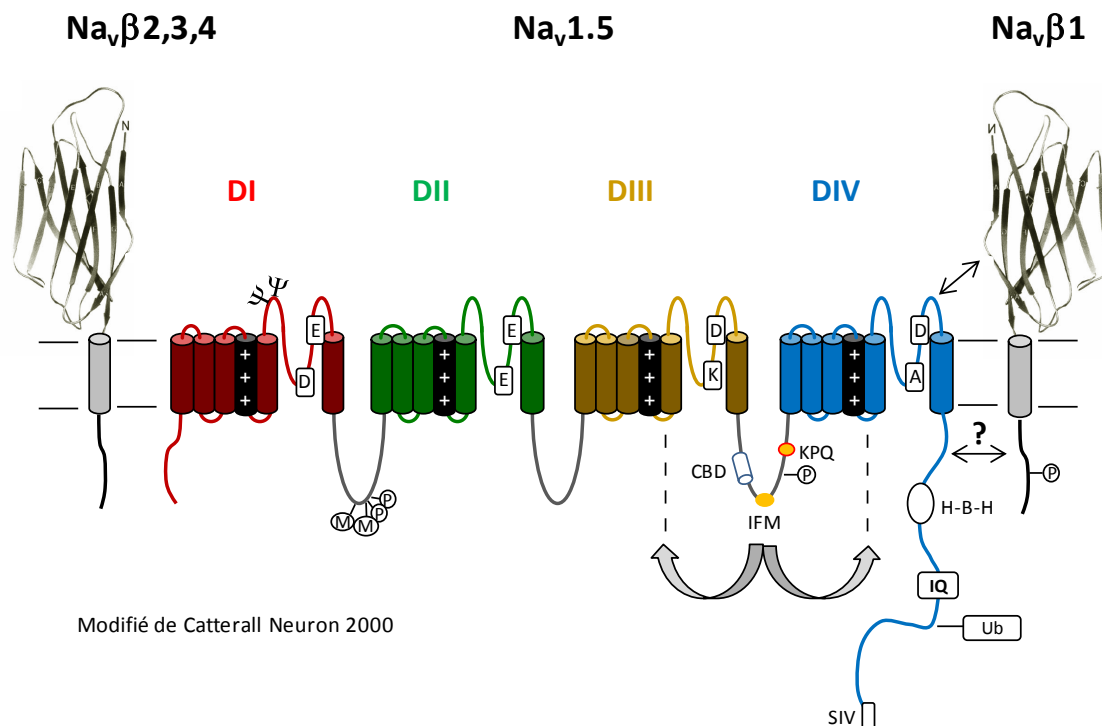 Naᵥβ2,3,4 Naᵥ1.5 Naᵥβ1
N N
DI DII DIII DIV
Ψ Ψ
E E D D
D E K A
+ + + +
+ + + +
+ + + +
?
CBD KPQ
P P
IFM
H-B-H
M M P P
IQ
Modifié de Catterall Neuron 2000
Ub
SIV